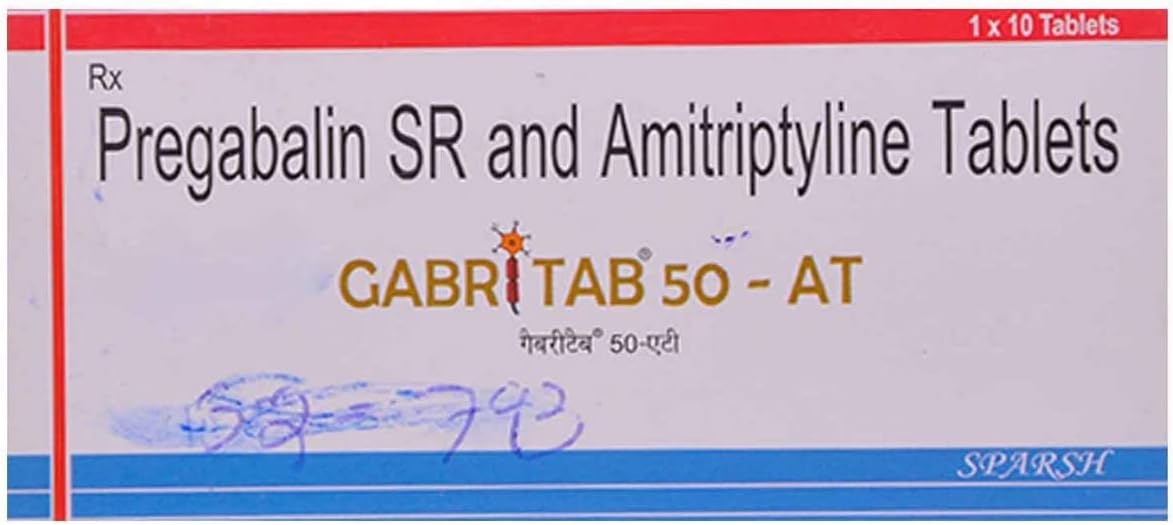 1 x 10 Tablets
Rx
Pregabalin SR and Amitriptyline Tablets
GABRITAB® 50 - AT
गैबरीटैब® 50-एटी
SPARSH